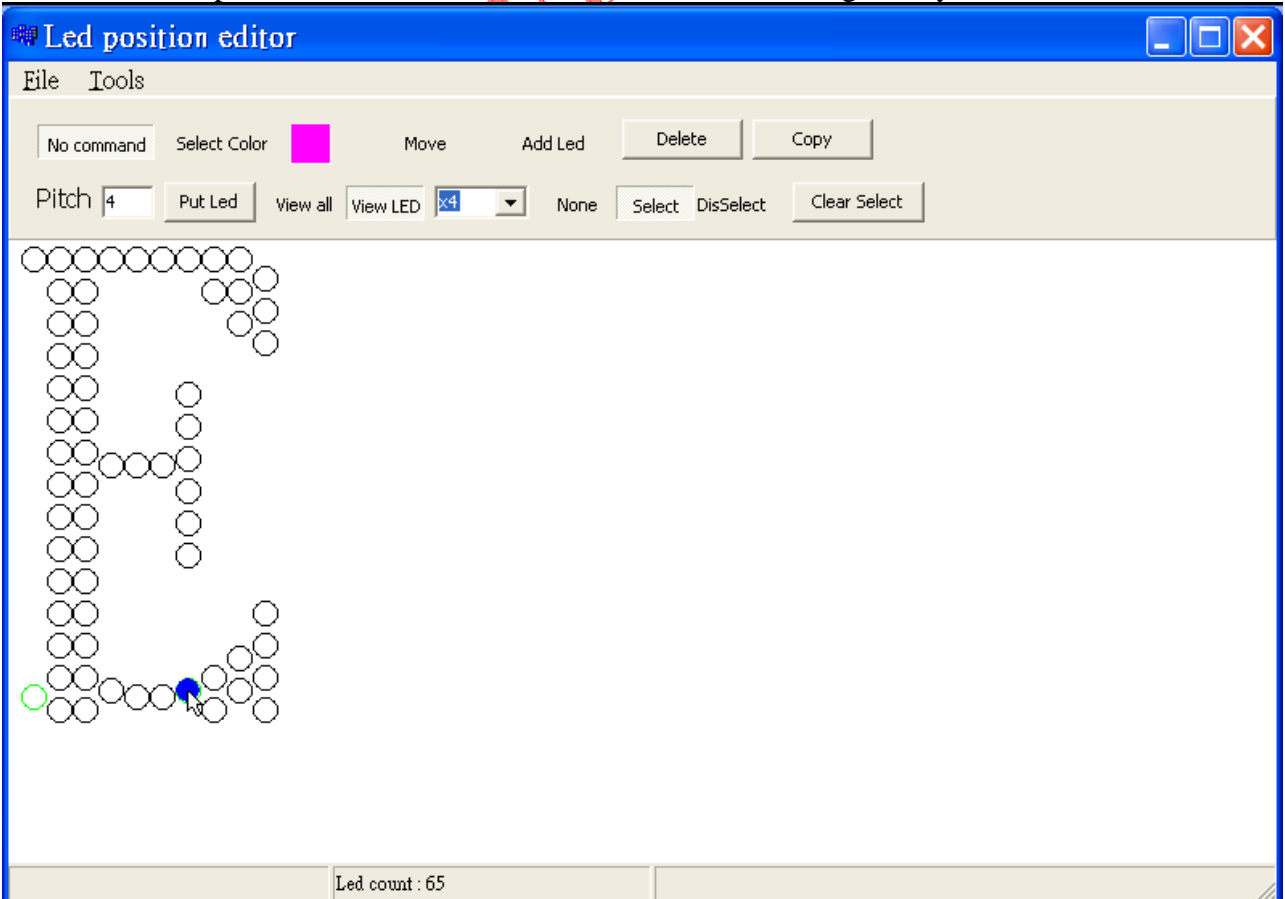 Led position editor
File Tools
No command Select Color Move Add Led Delete Copy
Pitch 4 Put Led View all View LED x4 None Select DisSelect Clear Select
Led count : 65